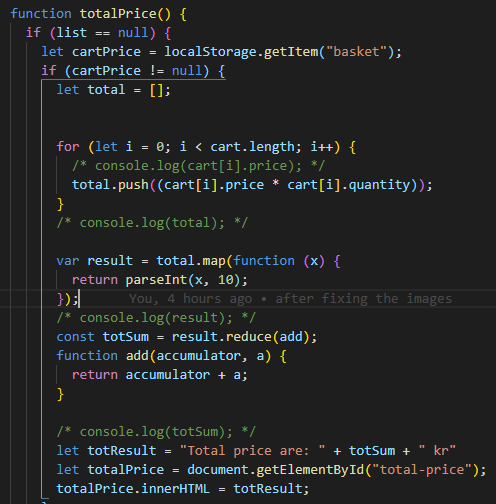 function totalPrice() {
  if (list == null) {
    let cartPrice = localStorage.getItem("basket");
    if (cartPrice != null) {
      let total = [];
      for (let i = 0; i < cart.length; i++) {
        /* console.log(cart[i].price); */
        total.push((cart[i].price * cart[i].quantity));
      }
      /* console.log(total); */
      var result = total.map(function (x) {
        return parseInt(x, 10);
      });     You, 4 hours ago • after fixing the images
      /* console.log(result); */
      const totSum = result.reduce(add);
      function add(accumulator, a) {
        return accumulator + a;
      }
      /* console.log(totSum); */
      let totResult = "Total price are: " + totSum + " kr"
      let totalPrice = document.getElementById("total-price");
      totalPrice.innerHTML = totResult;